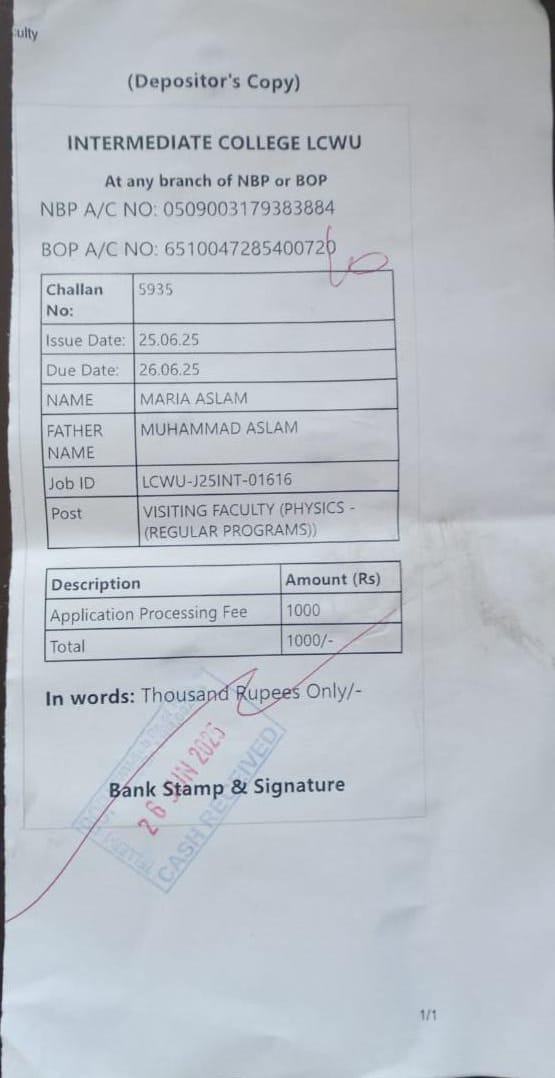 ulty
(Depositor's Copy)
INTERMEDIATE COLLEGE LCWU
At any branch of NBP or BOP
NBP A/C NO: 0509003179383884
BOP A/C NO: 6510047285400720
Challan No: 5935
Issue Date: 25.06.25
Due Date: 26.06.25
NAME MARIA ASLAM
FATHER NAME MUHAMMAD ASLAM
Job ID LCWU-J25INT-01616
Post VISITING FACULTY (PHYSICS -
(REGULAR PROGRAMS))
Description Amount (Rs)
Application Processing Fee 1000
Total 1000/-
In words: Thousand Rupees Only/-
26 JUN 2025
CASH RECEIVED
Bank Stamp & Signature
1/1